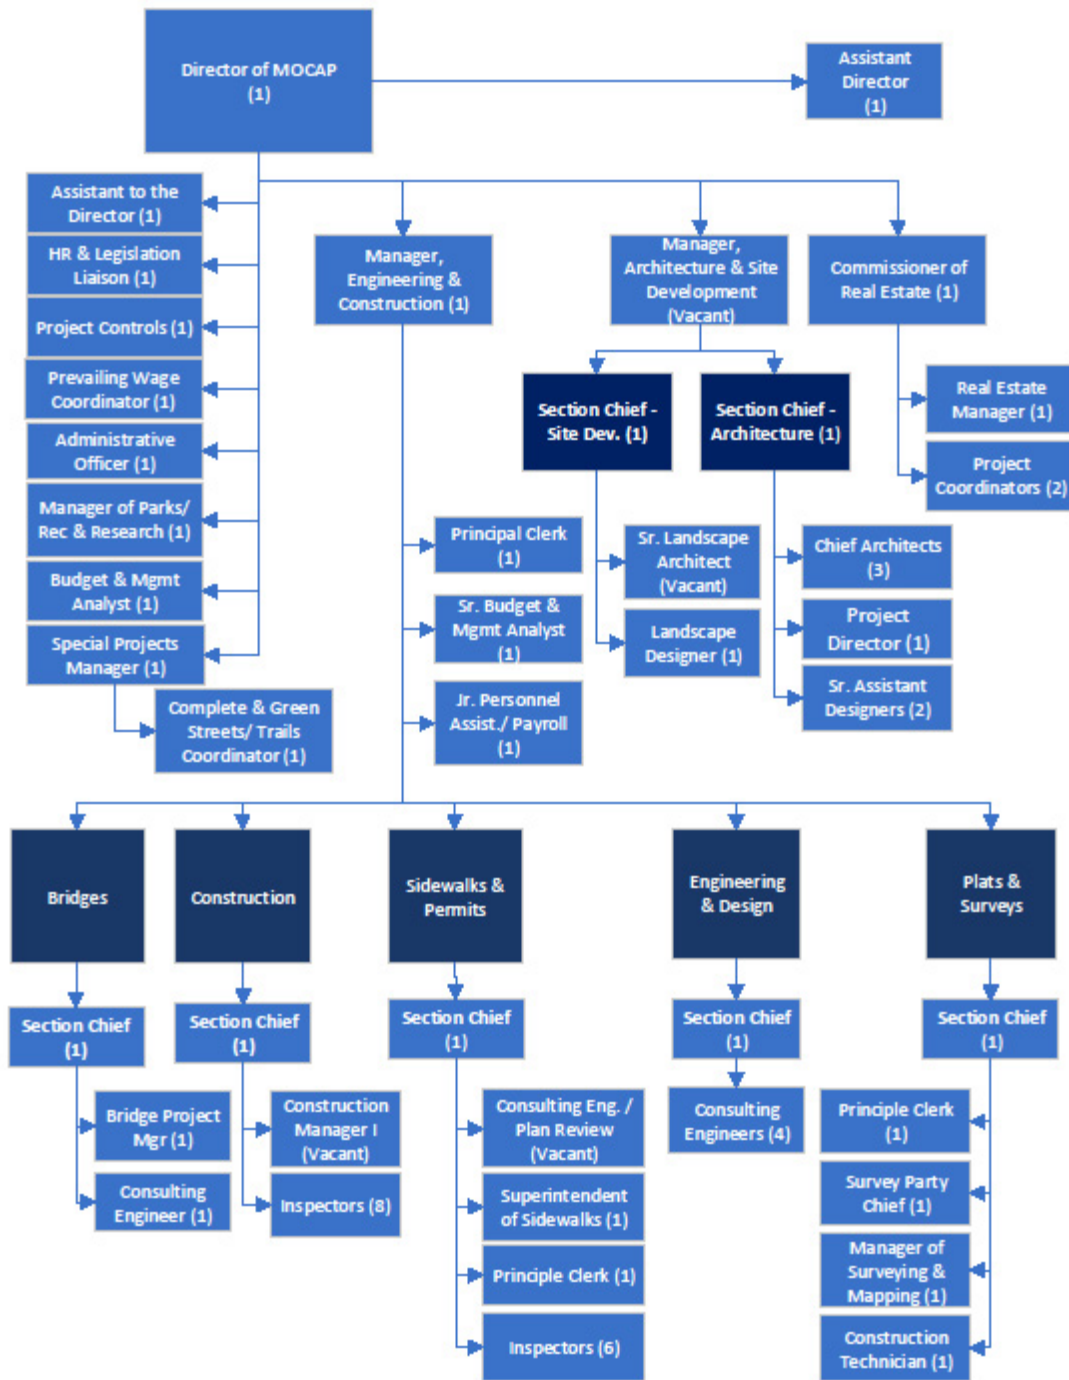 Director of MOCAP
(1)
Assistant
Director
(1)
Assistant to the
Director (1)
HR & Legislation
Liaison (1)
Project Controls (1)
Prevailing Wage
Coordinator (1)
Administrative
Officer (1)
Manager of Parks/
Rec & Research (1)
Budget & Mgmt
Analyst (1)
Special Projects
Manager (1)
Complete & Green
Streets/ Trails
Coordinator (1)
Manager,
Engineering &
Construction (1)
Manager,
Architecture & Site
Development
(Vacant)
Commissioner of
Real Estate (1)
Section Chief -
Site Dev. (1)
Section Chief -
Architecture (1)
Real Estate
Manager (1)
Project
Coordinators (2)
Principal Clerk
(1)
Sr. Budget &
Mgmt Analyst
(1)
Jr. Personnel
Assist./ Payroll
(1)
Sr. Landscape
Architect
(Vacant)
Landscape
Designer (1)
Chief Architects
(3)
Project
Director (1)
Sr. Assistant
Designers (2)
Bridges
Construction
Sidewalks &
Permits
Engineering
& Design
Plats &
Surveys
Section Chief
(1)
Section Chief
(1)
Section Chief
(1)
Section Chief
(1)
Section Chief
(1)
Bridge Project
Mgr (1)
Consulting
Engineer (1)
Construction
Manager I
(Vacant)
Inspectors (8)
Consulting Eng. /
Plan Review
(Vacant)
Superintendent
of Sidewalks (1)
Principle Clerk (1)
Inspectors (6)
Consulting
Engineers (4)
Principle Clerk
(1)
Survey Party
Chief (1)
Manager of
Surveying &
Mapping (1)
Construction
Technician (1)